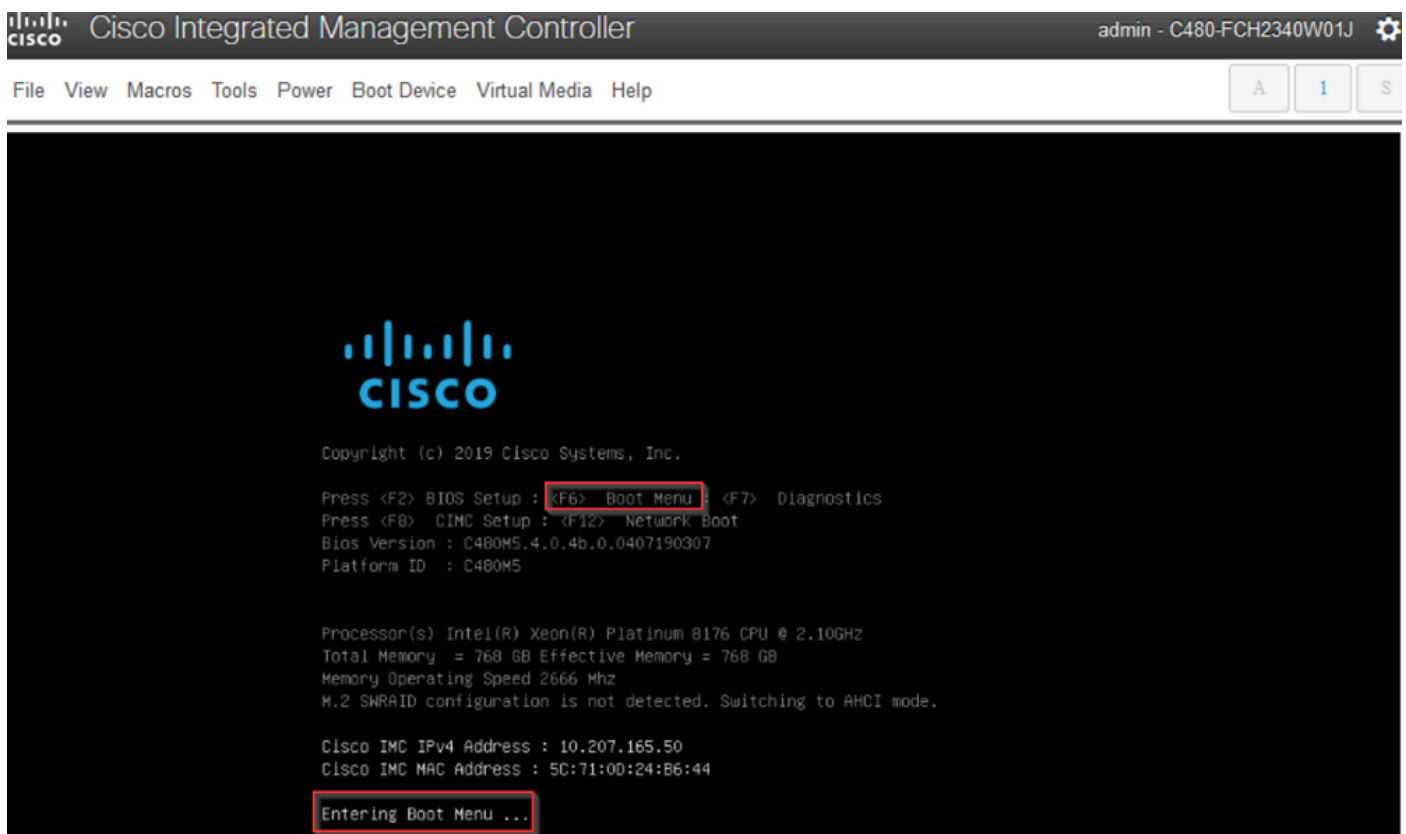 CISCO
Cisco Integrated Management Controller
admin - C480-FCH2340W01J
File View Macros Tools Power Boot Device Virtual Media Help
A 1 S
CISCO
Copyright (c) 2019 Cisco Systems, Inc.
Press <F2> BIOS Setup : <F6> Boot Menu : <F7> Diagnostics
Press <F8> CIMC Setup : <F12> Network Boot
Bios Version : C480M5.4.0.4b.0.0407190307
Platform ID : C480M5
Processor(s) Intel(R) Xeon(R) Platinum 8176 CPU @ 2.10GHz
Total Memory = 768 GB Effective Memory = 768 GB
Memory Operating Speed 2666 Mhz
M.2 SWRAID configuration is not detected. Switching to AHCI mode.
Cisco IMC IPv4 Address : 10.207.165.50
Cisco IMC MAC Address : 5C:71:0D:24:B6:44
Entering Boot Menu ...